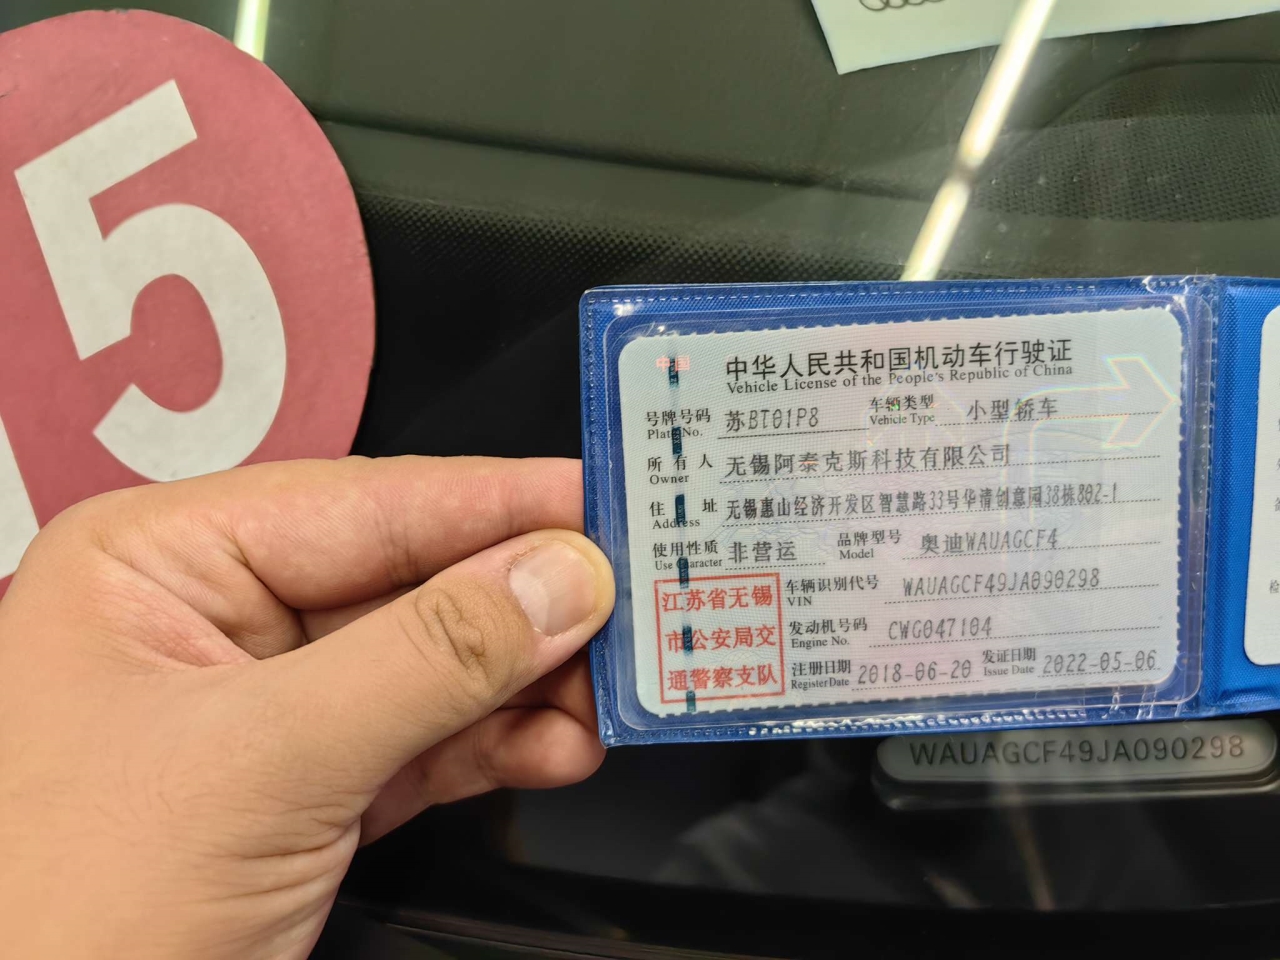 5
中国
中华人民共和国机动车行驶证
Vehicle License of the People's Republic of China
号牌号码 苏BT01P8 车辆类型 小型轿车
Plate No. Vehicle Type
所有人 无锡阿泰克斯科技有限公司
Owner
住址 无锡惠山经济开发区智慧路33号华清创意园38栋802-1
Address
使用性质 非营运 品牌型号 奥迪WAUAGCF4
Use Character Model
江苏省无锡
市公安局交
通警察支队
车辆识别代号 WAUAGCF49JA090298
VIN
发动机号码 CWG047104
Engine No.
注册日期 2018-06-20 发证日期 2022-05-06
Register Date Issue Date
WAUAGCF49JA090298